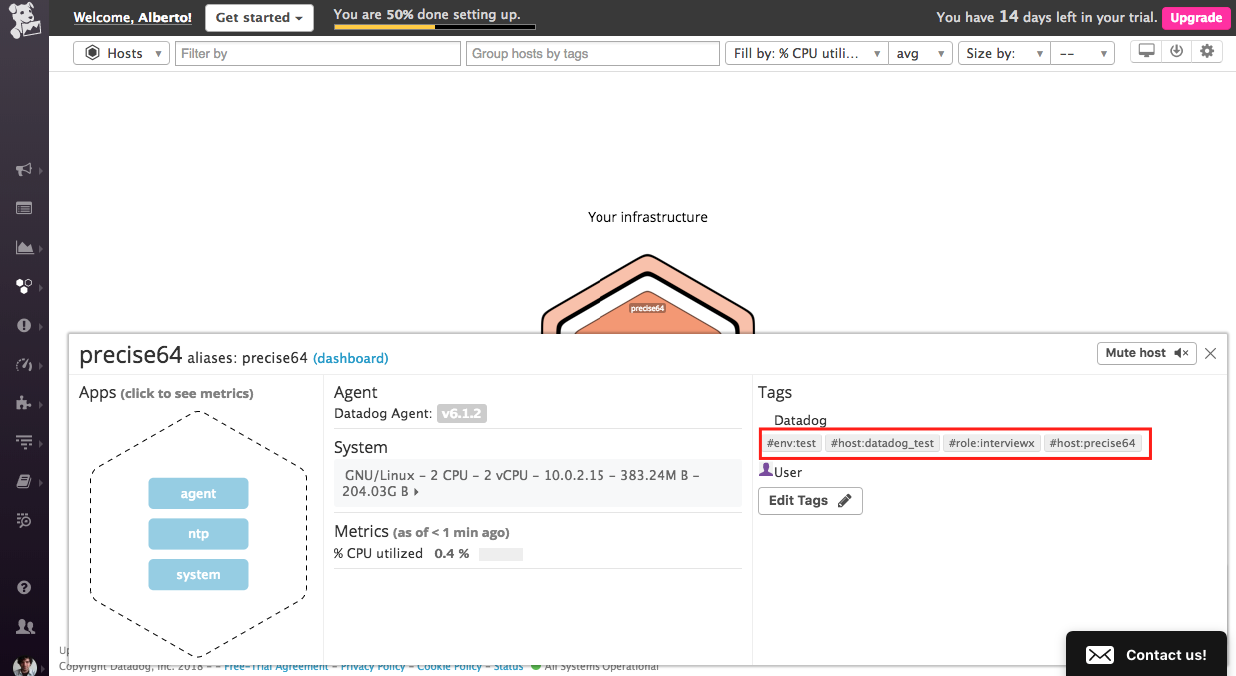 Welcome, Alberto!
Get started
You are 50% done setting up.
You have 14 days left in your trial.
Upgrade
Hosts
Filter by
Group hosts by tags
Fill by: % CPU utili...
avg
Size by:
--
Your infrastructure
precise64
precise64 aliases: precise64 (dashboard)
Mute host
Apps (click to see metrics)
agent
ntp
system
Agent
Datadog Agent: v6.1.2
System
GNU/Linux – 2 CPU – 2 vCPU – 10.0.2.15 – 383.24M B –
204.03G B
Metrics (as of < 1 min ago)
% CPU utilized 0.4 %
Tags
Datadog
#env:test #host:datadog_test #role:interviewx #host:precise64
User
Edit Tags
Up
Copyright Datadog, Inc. 2018 – – Free-Trial Agreement – Privacy Policy – Cookie Policy – Status All Systems Operational
Contact us!